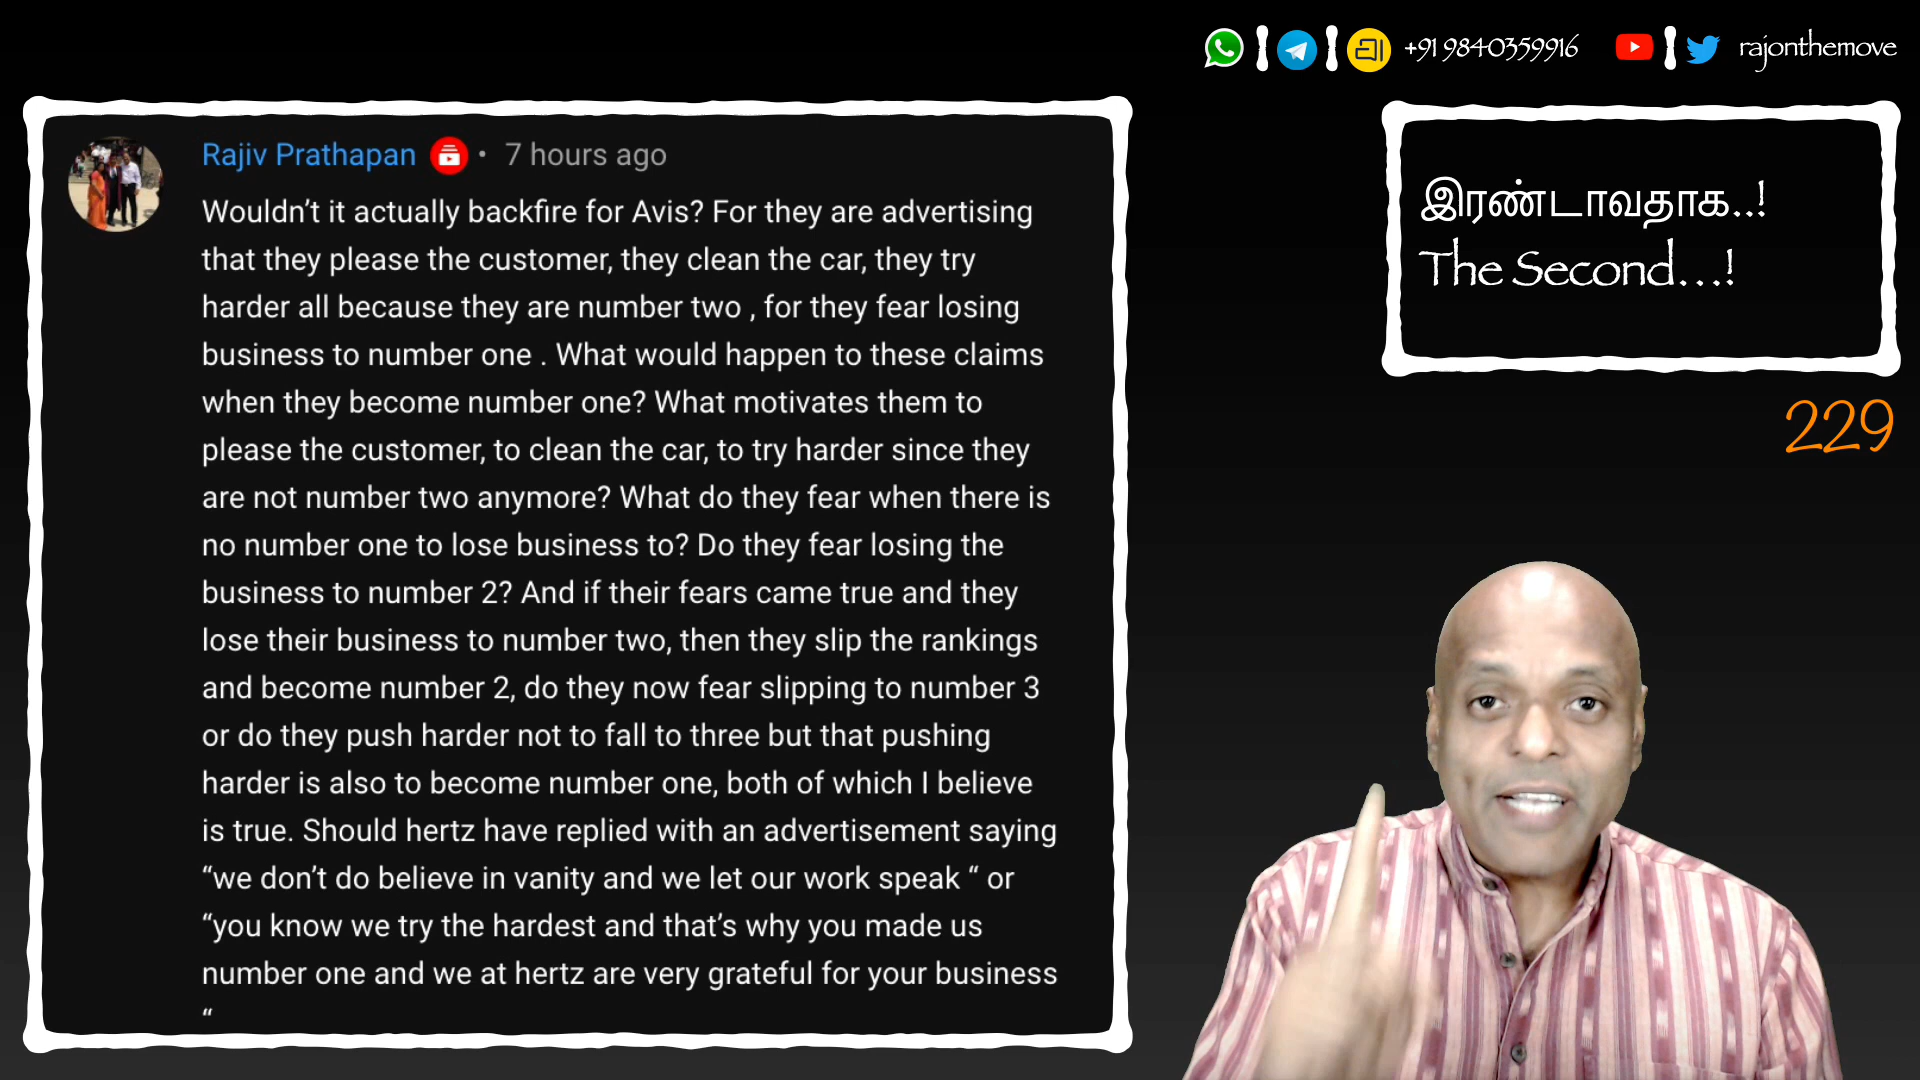 +91 9840359916 rajonthemove
Rajiv Prathapan • 7 hours ago
Wouldn’t it actually backfire for Avis? For they are advertising
that they please the customer, they clean the car, they try
harder all because they are number two , for they fear losing
business to number one . What would happen to these claims
when they become number one? What motivates them to
please the customer, to clean the car, to try harder since they
are not number two anymore? What do they fear when there is
no number one to lose business to? Do they fear losing the
business to number 2? And if their fears came true and they
lose their business to number two, then they slip the rankings
and become number 2, do they now fear slipping to number 3
or do they push harder not to fall to three but that pushing
harder is also to become number one, both of which I believe
is true. Should hertz have replied with an advertisement saying
“we don’t do believe in vanity and we let our work speak “ or
“you know we try the hardest and that’s why you made us
number one and we at hertz are very grateful for your business
“
இரண்டாவதாக..!
The Second...!
229